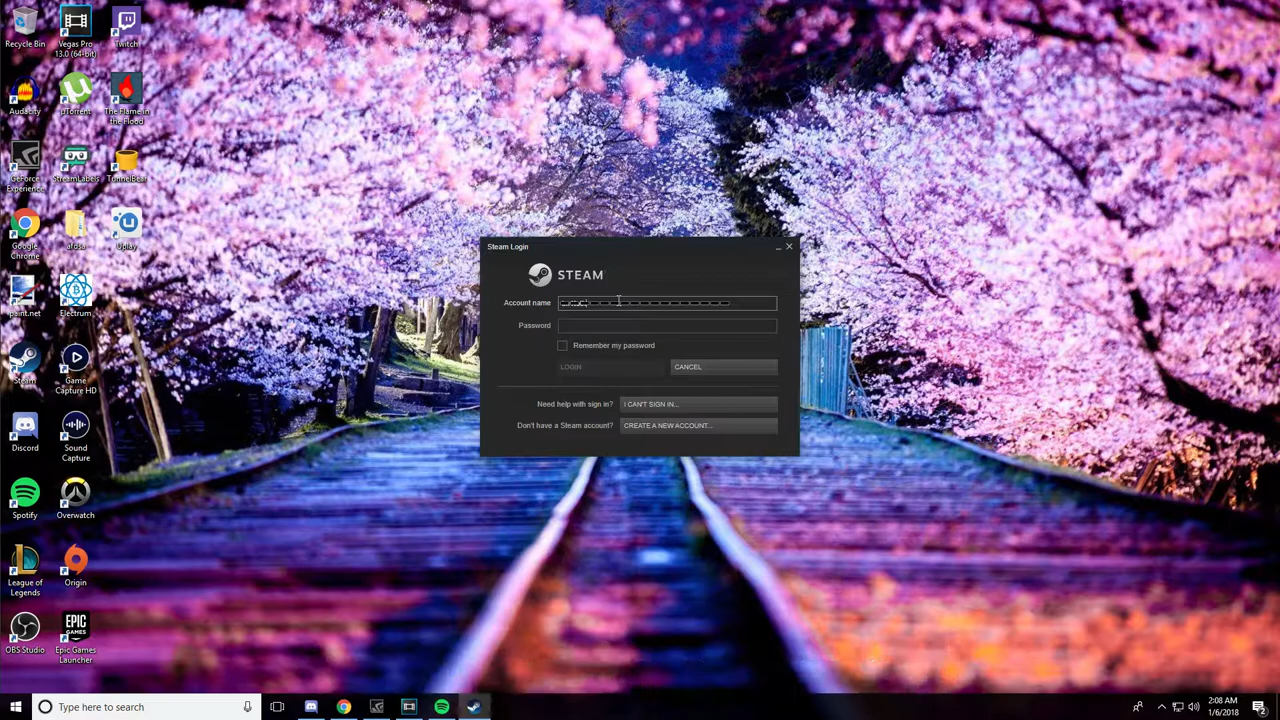 Recycle Bin
Vegas Pro
13.0 (64-bit)
Twitch
Audacity
µTorrent
The Flame in
the Flood
GeForce
Experience
StreamLabels
TunnelBear
Google
Chrome
afusa
Uplay
paint.net
Electrum
Steam
Game
Capture HD
Discord
Sound
Capture
Spotify
Overwatch
League of
Legends
Origin
OBS Studio
EPIC
GAMES
Epic Games
Launcher
Steam Login
STEAM
Account name
Password
Remember my password
LOGIN
CANCEL
Need help with sign in?
I CAN'T SIGN IN...
Don't have a Steam account?
CREATE A NEW ACCOUNT...
Type here to search
2:08 AM
1/6/2018
2